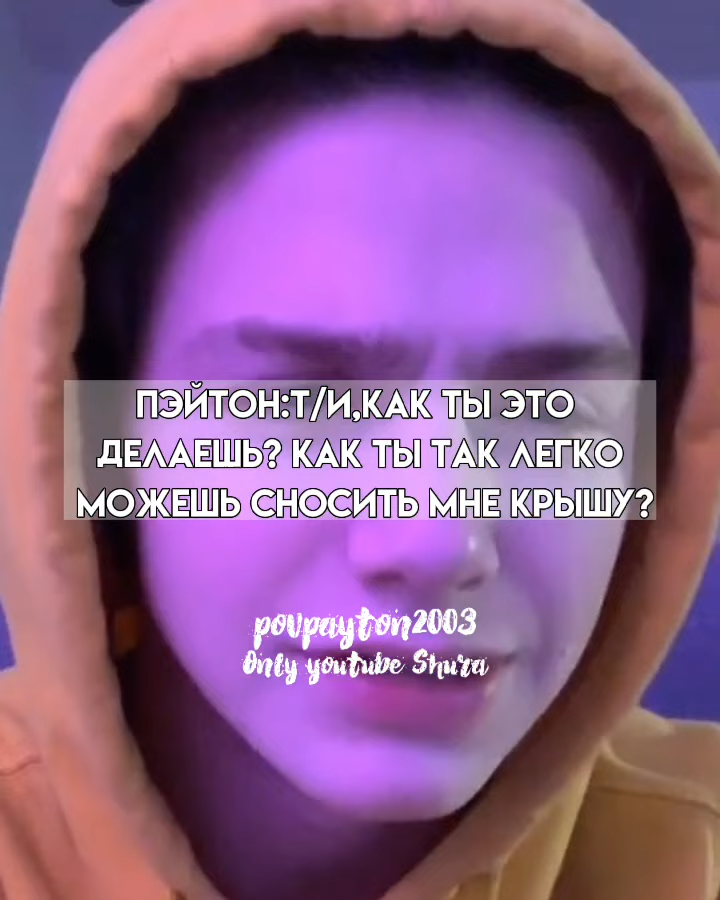 ПЭЙТОН:Т/И,КАК ТЫ ЭТО
ДЕЛАЕШЬ? КАК ТЫ ТАК ЛЕГКО
МОЖЕШЬ СНОСИТЬ МНЕ КРЫШУ?
povpayton2003
Only youtube Shura